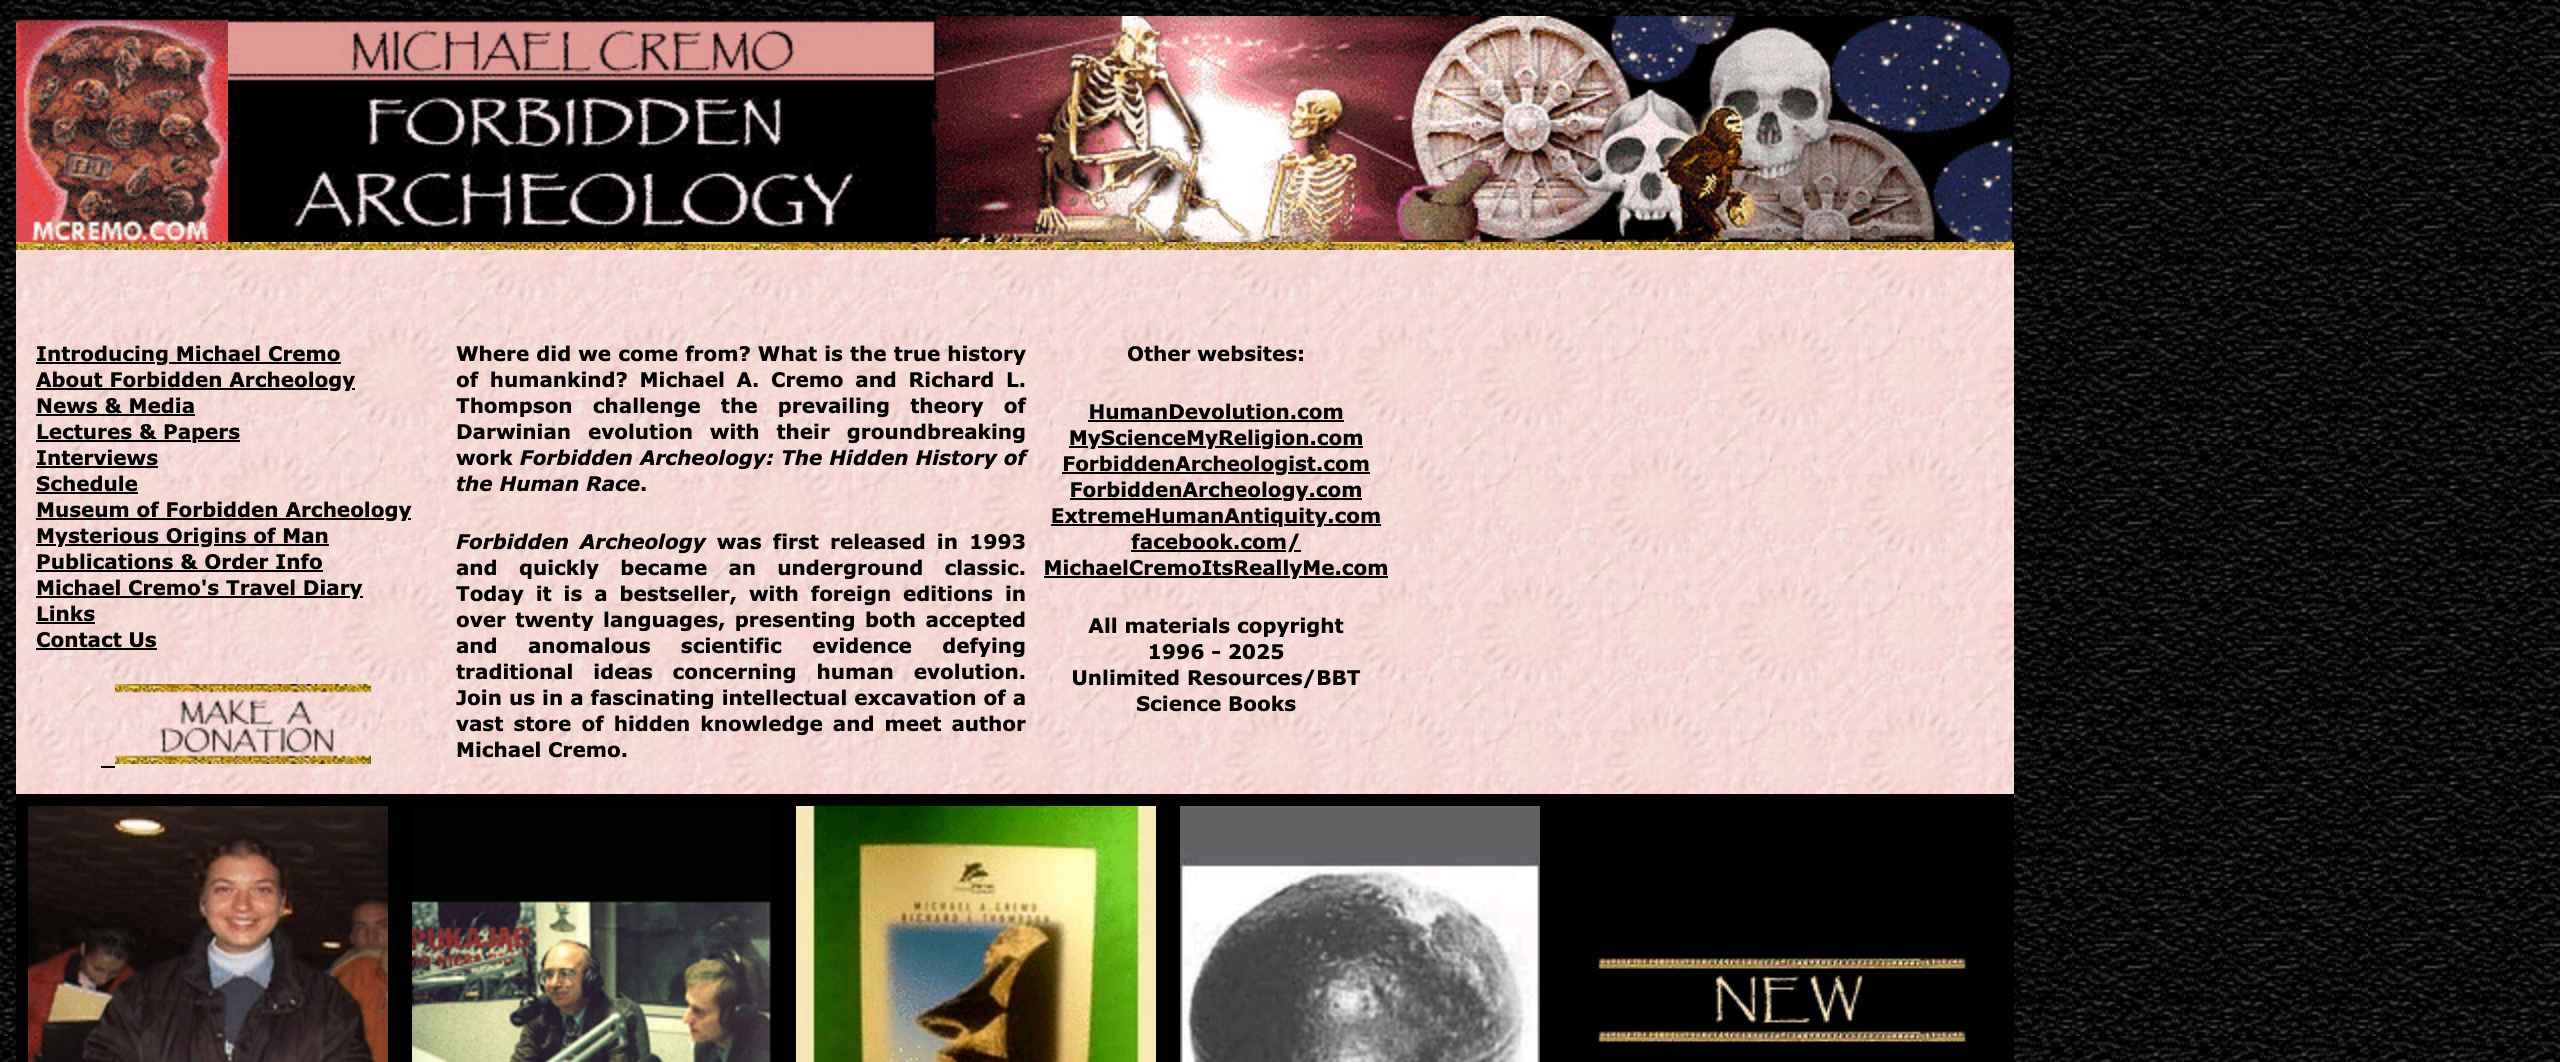 MICHAEL CREMO
FORBIDDEN
ARCHEOLOGY
MCREMO.COM
Introducing Michael Cremo
About Forbidden Archeology
News & Media
Lectures & Papers
Interviews
Schedule
Museum of Forbidden Archeology
Mysterious Origins of Man
Publications & Order Info
Michael Cremo's Travel Diary
Links
Contact Us
MAKE A
DONATION
Where did we come from? What is the true history
of humankind? Michael A. Cremo and Richard L.
Thompson challenge the prevailing theory of
Darwinian evolution with their groundbreaking
work Forbidden Archeology: The Hidden History of
the Human Race.
Forbidden Archeology was first released in 1993
and quickly became an underground classic.
Today it is a bestseller, with foreign editions in
over twenty languages, presenting both accepted
and anomalous scientific evidence defying
traditional ideas concerning human evolution.
Join us in a fascinating intellectual excavation of a
vast store of hidden knowledge and meet author
Michael Cremo.
Other websites:
HumanDevolution.com
MyScienceMyReligion.com
ForbiddenArcheologist.com
ForbiddenArcheology.com
ExtremeHumanAntiquity.com
facebook.com/
MichaelCremoItsReallyMe.com
All materials copyright
1996 - 2025
Unlimited Resources/BBT
Science Books
PUKAJĄC
MICHAEL A. CREMO
RICHARD L. THOMPSON
NEW